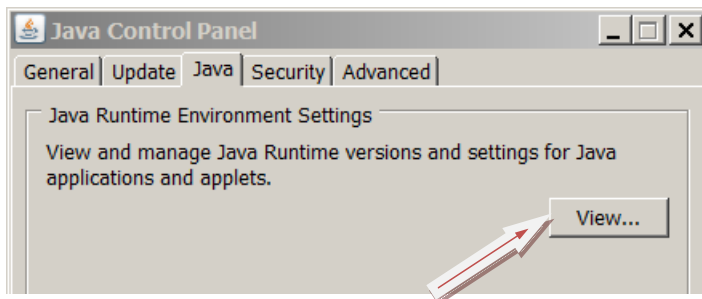 Java Control Panel
General Update Java Security Advanced
Java Runtime Environment Settings
View and manage Java Runtime versions and settings for Java
applications and applets.
View...